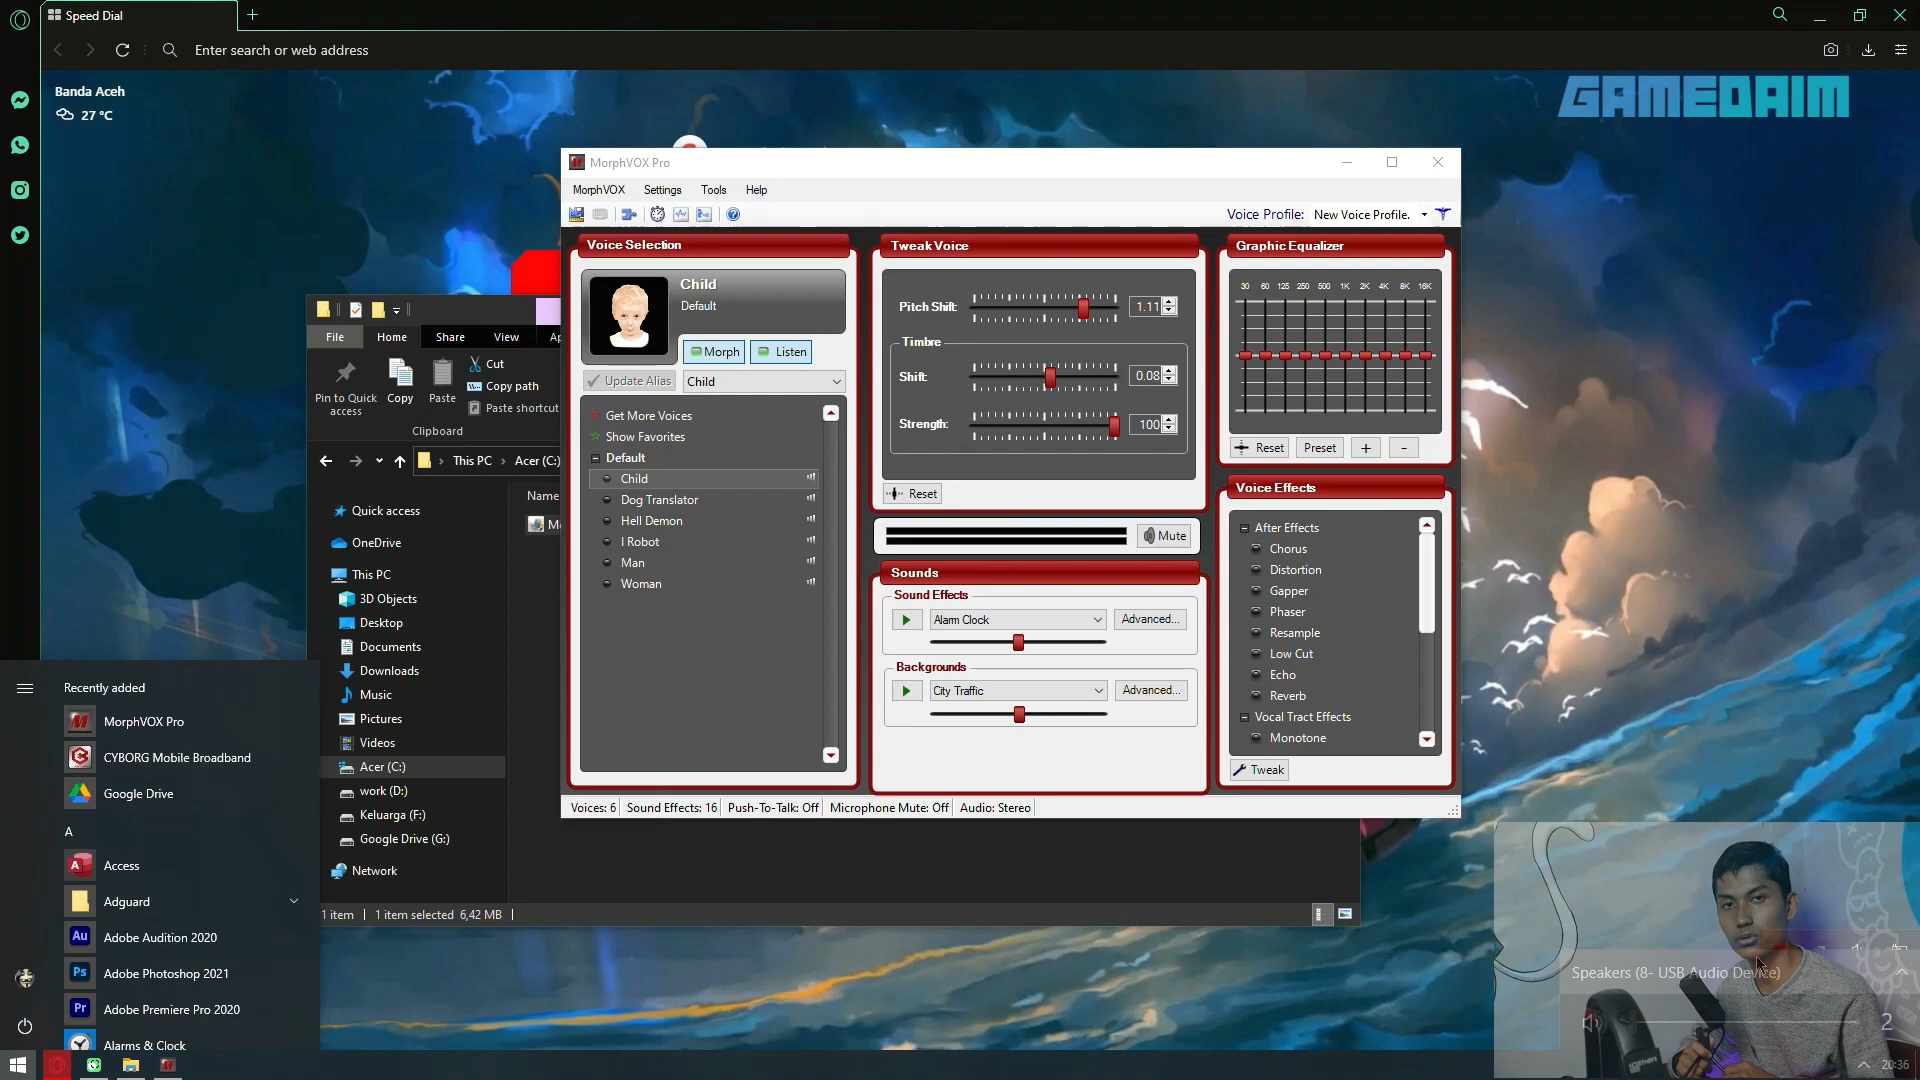 Speed Dial
Enter search or web address
Banda Aceh
27 °C
GAMEDAIM
MorphVOX Pro
MorphVOX Settings Tools Help
Voice Profile: New Voice Profile.
Voice Selection
Child
Default
Morph Listen
Update Alias Child
Get More Voices
Show Favorites
Default
Child
Dog Translator
Hell Demon
I Robot
Man
Woman
Tweak Voice
Pitch Shift: 1.11
Timbre
Shift: 0.08
Strength: 100
Reset
Mute
Sounds
Sound Effects
Alarm Clock Advanced...
Backgrounds
City Traffic Advanced...
Graphic Equalizer
30 60 125 250 500 1K 2K 4K 8K 16K
Reset Preset + -
Voice Effects
After Effects
Chorus
Distortion
Gapper
Phaser
Resample
Low Cut
Echo
Reverb
Vocal Tract Effects
Monotone
Tweak
Voices: 6 Sound Effects: 16 Push-To-Talk: Off Microphone Mute: Off Audio: Stereo
File Home Share View
Pin to Quick access
Copy
Paste
Cut
Copy path
Paste shortcut
Clipboard
This PC Acer (C:)
Name
Quick access
OneDrive
This PC
3D Objects
Desktop
Documents
Downloads
Music
Pictures
Videos
Acer (C:)
work (D:)
Keluarga (F:)
Google Drive (G:)
Network
1 item 1 item selected 6,42 MB
Recently added
MorphVOX Pro
CYBORG Mobile Broadband
Google Drive
A
Access
Adguard
Au Adobe Audition 2020
Ps Adobe Photoshop 2021
Pr Adobe Premiere Pro 2020
Alarms & Clock
Speakers (8- USB Audio Device)
2
20:36